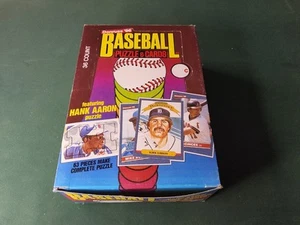 36 COUNT
BASEBALL
PUZZLE & CARDS
featuring
HANK AARON
puzzle
63 PIECES MAKE
COMPLETE PUZZLE